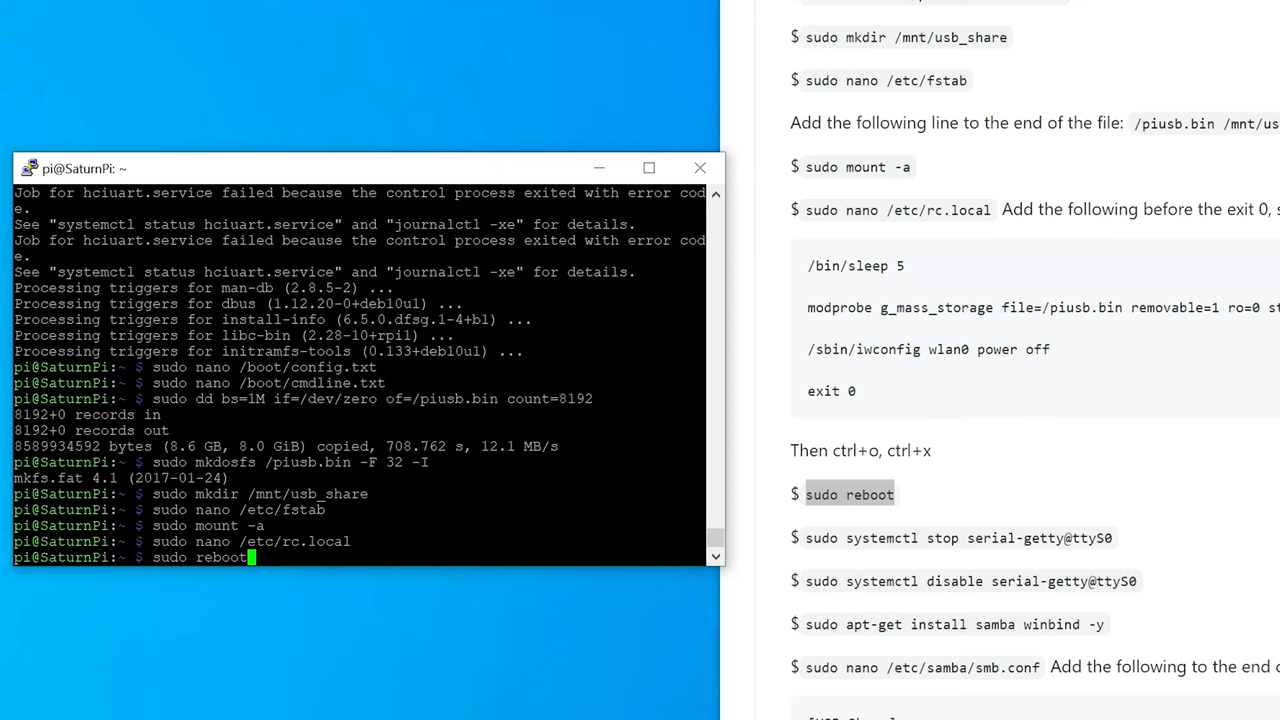 pi@SaturnPi: ~
Job for hciuart.service failed because the control process exited with error cod
e.
See "systemctl status hciuart.service" and "journalctl -xe" for details.
Job for hciuart.service failed because the control process exited with error cod
e.
See "systemctl status hciuart.service" and "journalctl -xe" for details.
Processing triggers for man-db (2.8.5-2) ...
Processing triggers for dbus (1.12.20-0+deb10u1) ...
Processing triggers for install-info (6.5.0.dfsg.1-4+b1) ...
Processing triggers for libc-bin (2.28-10+rpi1) ...
Processing triggers for initramfs-tools (0.133+deb10u1) ...
pi@SaturnPi:~ $ sudo nano /boot/config.txt
pi@SaturnPi:~ $ sudo nano /boot/cmdline.txt
pi@SaturnPi:~ $ sudo dd bs=1M if=/dev/zero of=/piusb.bin count=8192
8192+0 records in
8192+0 records out
8589934592 bytes (8.6 GB, 8.0 GiB) copied, 708.762 s, 12.1 MB/s
pi@SaturnPi:~ $ sudo mkdosfs /piusb.bin -F 32 -I
mkfs.fat 4.1 (2017-01-24)
pi@SaturnPi:~ $ sudo mkdir /mnt/usb_share
pi@SaturnPi:~ $ sudo nano /etc/fstab
pi@SaturnPi:~ $ sudo mount -a
pi@SaturnPi:~ $ sudo nano /etc/rc.local
pi@SaturnPi:~ $ sudo reboot
$ sudo mkdir /mnt/usb_share
$ sudo nano /etc/fstab
Add the following line to the end of the file: /piusb.bin /mnt/us
$ sudo mount -a
$ sudo nano /etc/rc.local Add the following before the exit 0, s
/bin/sleep 5
modprobe g_mass_storage file=/piusb.bin removable=1 ro=0 st
/sbin/iwconfig wlan0 power off
exit 0
Then ctrl+o, ctrl+x
$ sudo reboot
$ sudo systemctl stop serial-getty@ttyS0
$ sudo systemctl disable serial-getty@ttyS0
$ sudo apt-get install samba winbind -y
$ sudo nano /etc/samba/smb.conf Add the following to the end o